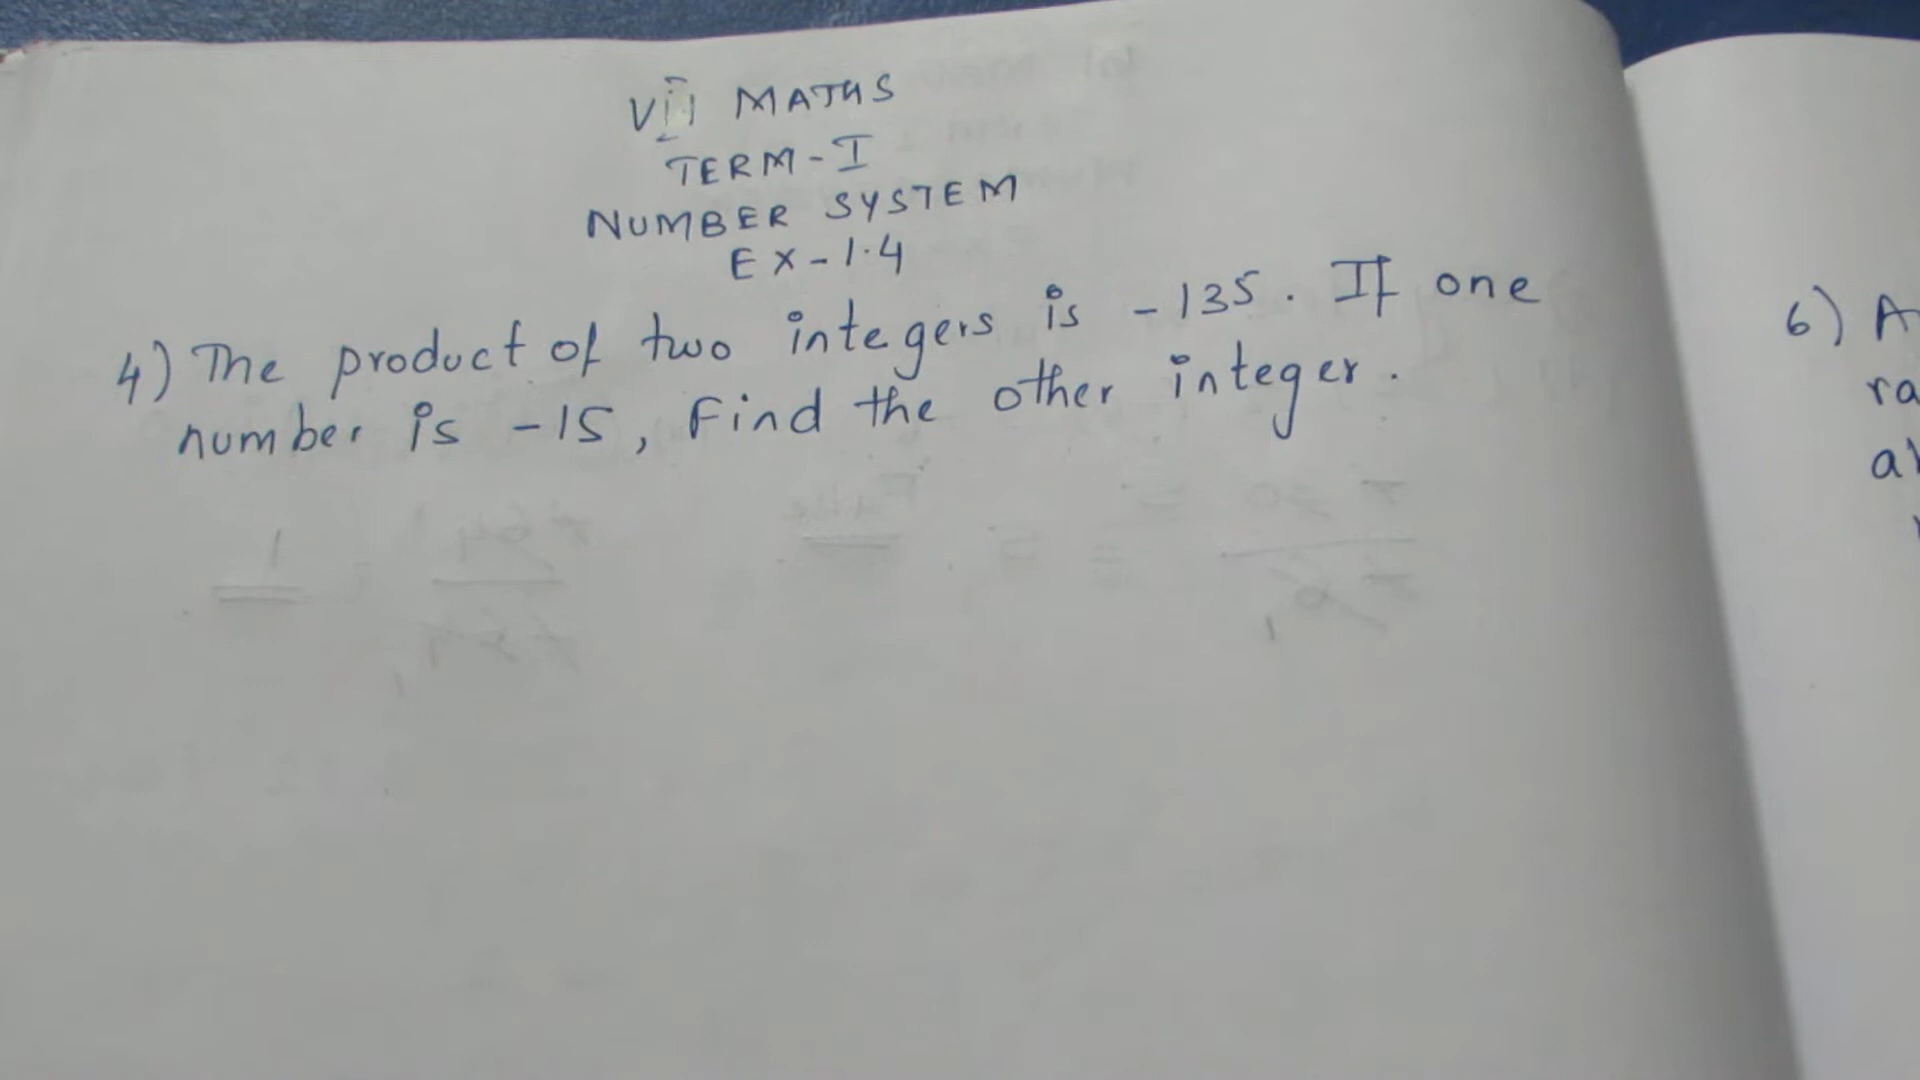 VII MATHS
TERM-I
NUMBER SYSTEM
EX-1.4
4) The product of two integers is -135. If one
number is -15, Find the other integer.
6) A
ra
al